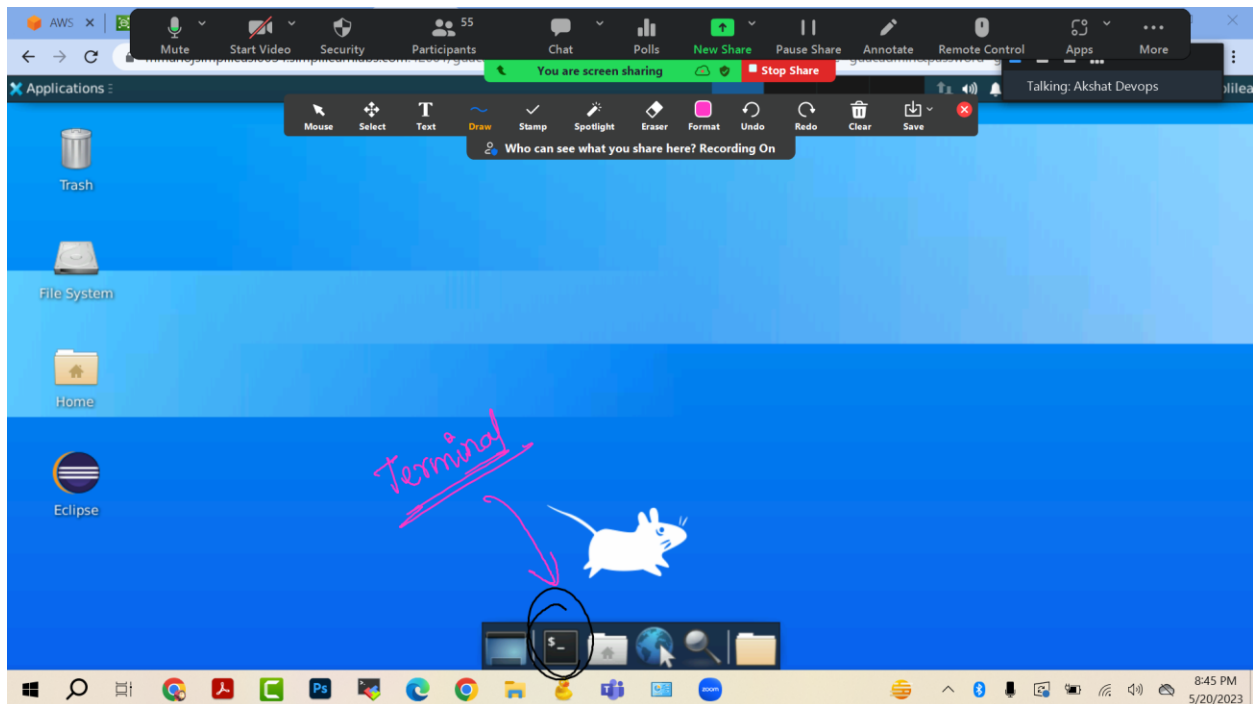 AWS
55
Mute
Start Video
Security
Participants
Chat
Polls
New Share
Pause Share
Annotate
Remote Control
Apps
More
You are screen sharing
Stop Share
Talking: Akshat Devops
Applications
Mouse
Select
Text
Draw
Stamp
Spotlight
Eraser
Format
Undo
Redo
Clear
Save
Who can see what you share here? Recording On
Trash
File System
Home
Eclipse
Terminal
$_
Ps
zoom
8:45 PM
5/20/2023